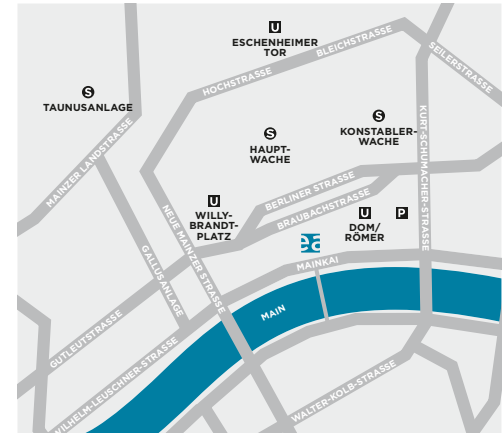 U
ESCHENHEIMER
TOR
BLEICHSTRASSE
SEILERSTRASSE
HOCHSTRASSE
S
TAUNUSANLAGE
MAINZER LANDSTRASSE
S
HAUPT-
WACHE
S
KONSTABLER-
WACHE
KURT-SCHUMACHER-STRASSE
U
WILLY-
BRANDT-
PLATZ
BERLINER STRASSE
BRAUBACHSTRASSE
U
DOM/
RÖMER
P
NEUE MAINZER STRASSE
GALLUSANLAGE
MAINKAI
MAIN
GUTLEUTSTRASSE
WILHELM-LEUSCHNER-STRASSE
WALTER-KOLB-STRASSE